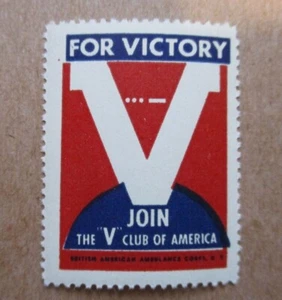 FOR VICTORY
V
...–
JOIN
THE "V" CLUB OF AMERICA
BRITISH AMERICAN AMBULANCE CORPS, N. Y.